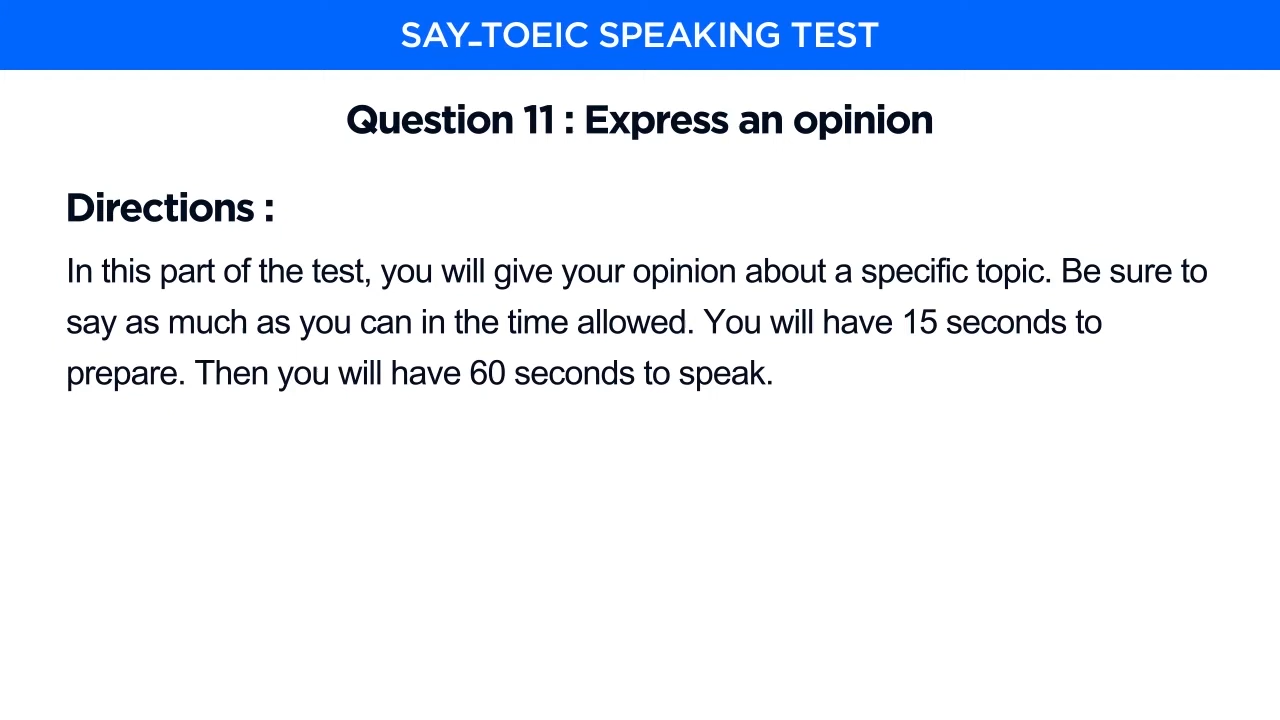 SAY_TOEIC SPEAKING TEST
Question 11 : Express an opinion
Directions :
In this part of the test, you will give your opinion about a specific topic. Be sure to
say as much as you can in the time allowed. You will have 15 seconds to
prepare. Then you will have 60 seconds to speak.